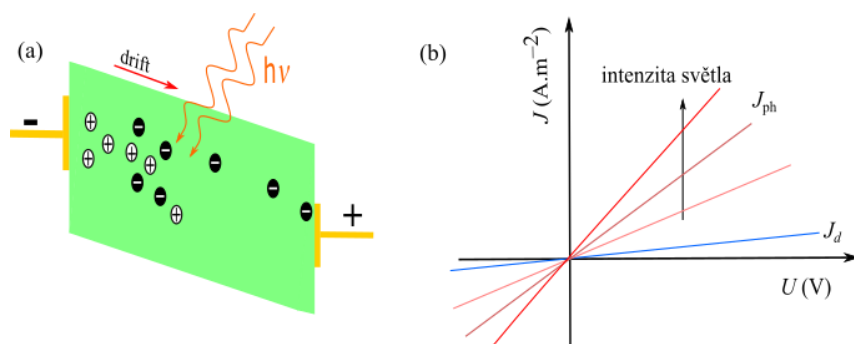 (a)
drift
hν
-
+
(b)
J (A.m⁻²)
intenzita světla
J_ph
J_d
U (V)